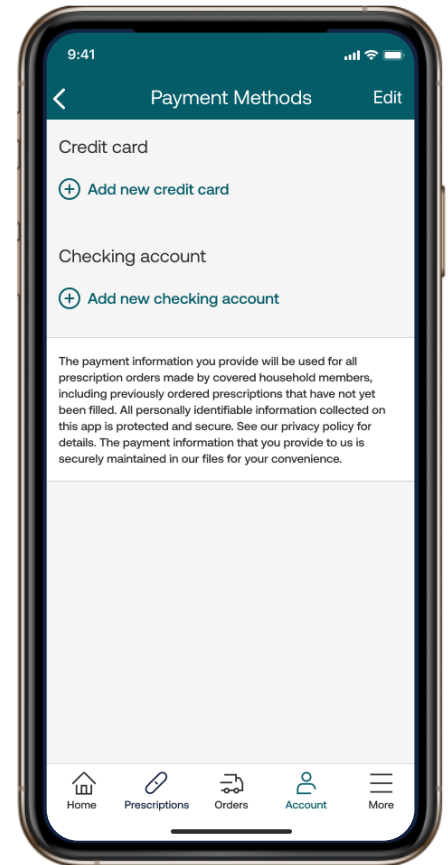 9:41
Payment Methods
Edit
Credit card
Add new credit card
Checking account
Add new checking account
The payment information you provide will be used for all
prescription orders made by covered household members,
including previously ordered prescriptions that have not yet
been filled. All personally identifiable information collected on
this app is protected and secure. See our privacy policy for
details. The payment information that you provide to us is
securely maintained in our files for your convenience.
Home
Prescriptions
Orders
Account
More